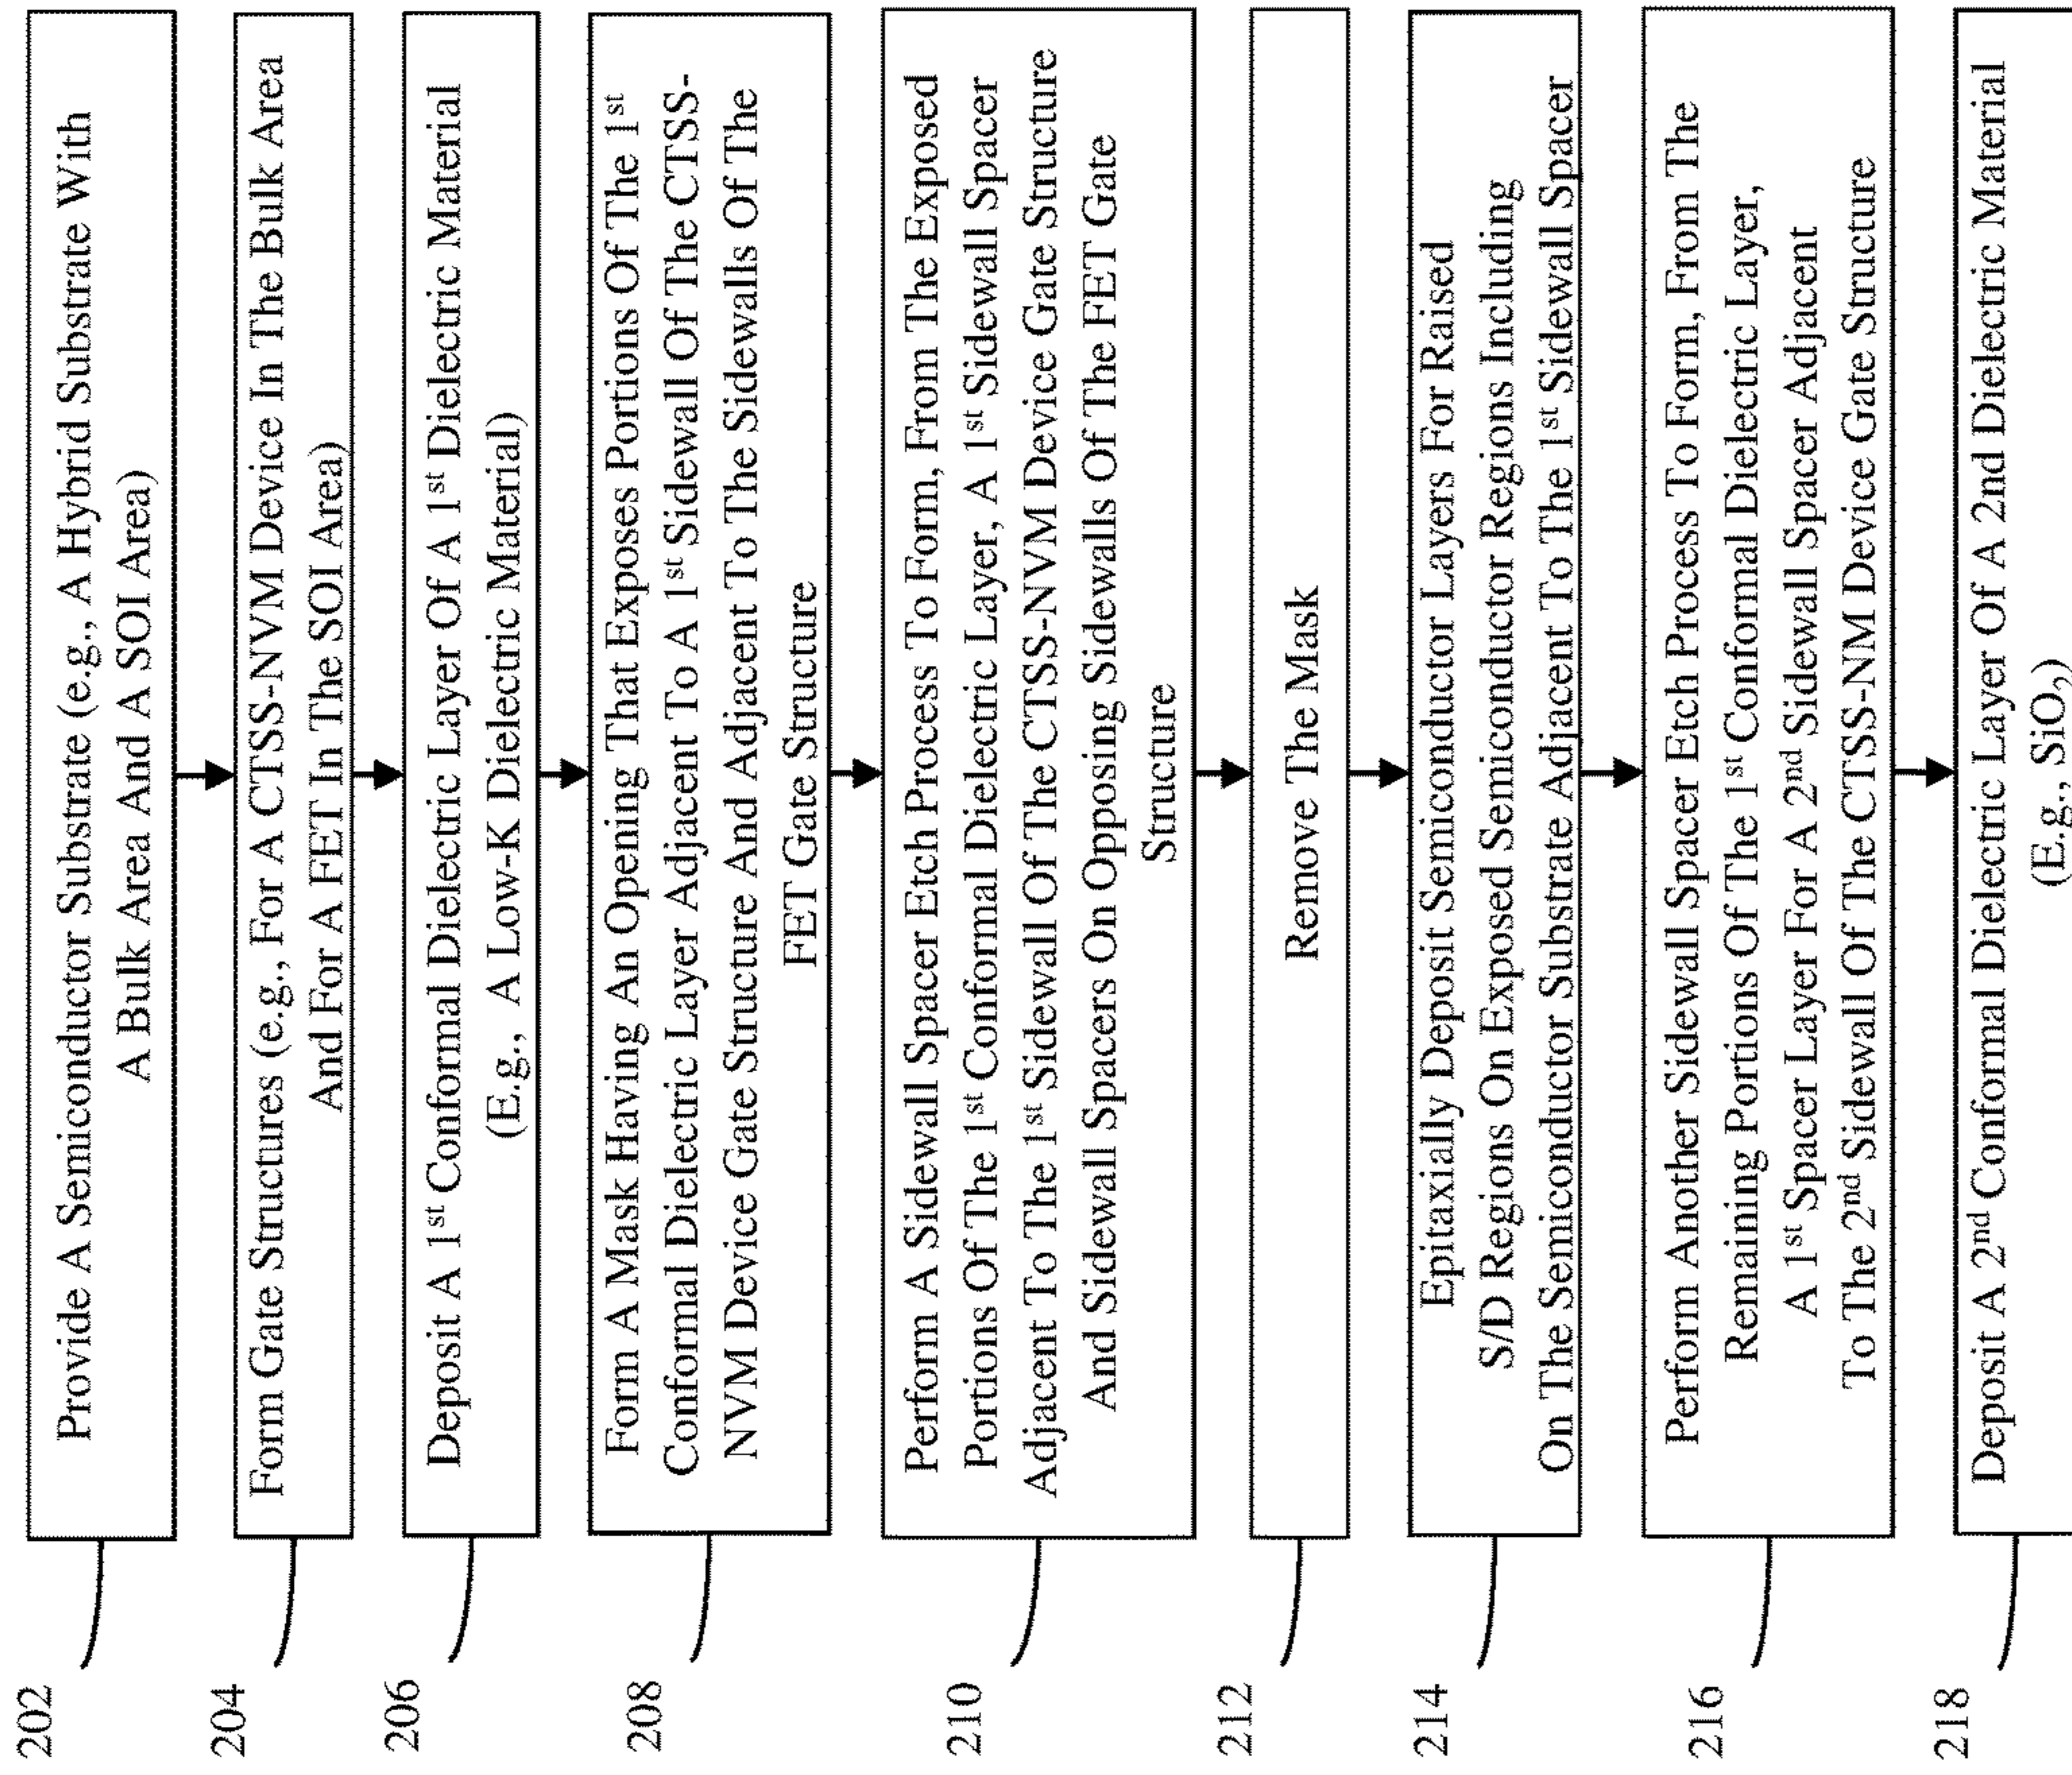 202
Provide A Semiconductor Substrate (e.g., A Hybrid Substrate With
A Bulk Area And A SOI Area)
204
Form Gate Structures (e.g., For A CTSS-NVM Device In The Bulk Area
And For A FET In The SOI Area)
206
Deposit A 1st Conformal Dielectric Layer Of A 1st Dielectric Material
(E.g., A Low-K Dielectric Material)
208
Form A Mask Having An Opening That Exposes Portions Of The 1st
Conformal Dielectric Layer Adjacent To A 1st Sidewall Of The CTSS-
NVM Device Gate Structure And Adjacent To The Sidewalls Of The
FET Gate Structure
210
Perform A Sidewall Spacer Etch Process To Form, From The Exposed
Portions Of The 1st Conformal Dielectric Layer, A 1st Sidewall Spacer
Adjacent To The 1st Sidewall Of The CTSS-NVM Device Gate Structure
And Sidewall Spacers On Opposing Sidewalls Of The FET Gate
Structure
212
Remove The Mask
214
Epitaxially Deposit Semiconductor Layers For Raised
S/D Regions On Exposed Semiconductor Regions Including
On The Semiconductor Substrate Adjacent To The 1st Sidewall Spacer
216
Perform Another Sidewall Spacer Etch Process To Form, From The
Remaining Portions Of The 1st Conformal Dielectric Layer,
A 1st Spacer Layer For A 2nd Sidewall Spacer Adjacent
To The 2nd Sidewall Of The CTSS-NM Device Gate Structure
218
Deposit A 2nd Conformal Dielectric Layer Of A 2nd Dielectric Material
(E.g., SiO2)